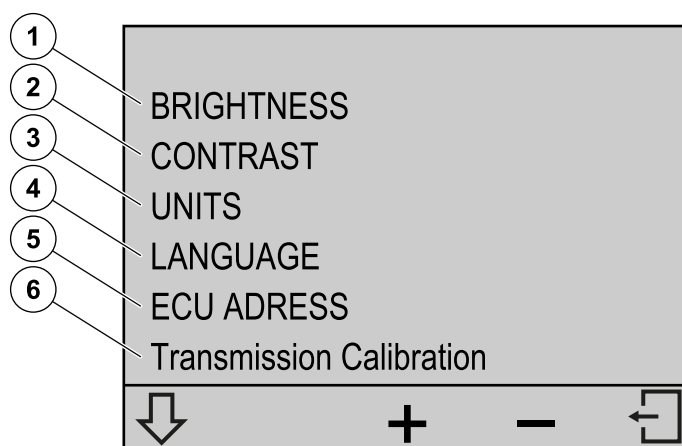 1
BRIGHTNESS
2
CONTRAST
3
UNITS
4
LANGUAGE
5
ECU ADRESS
6
Transmission Calibration
+ −